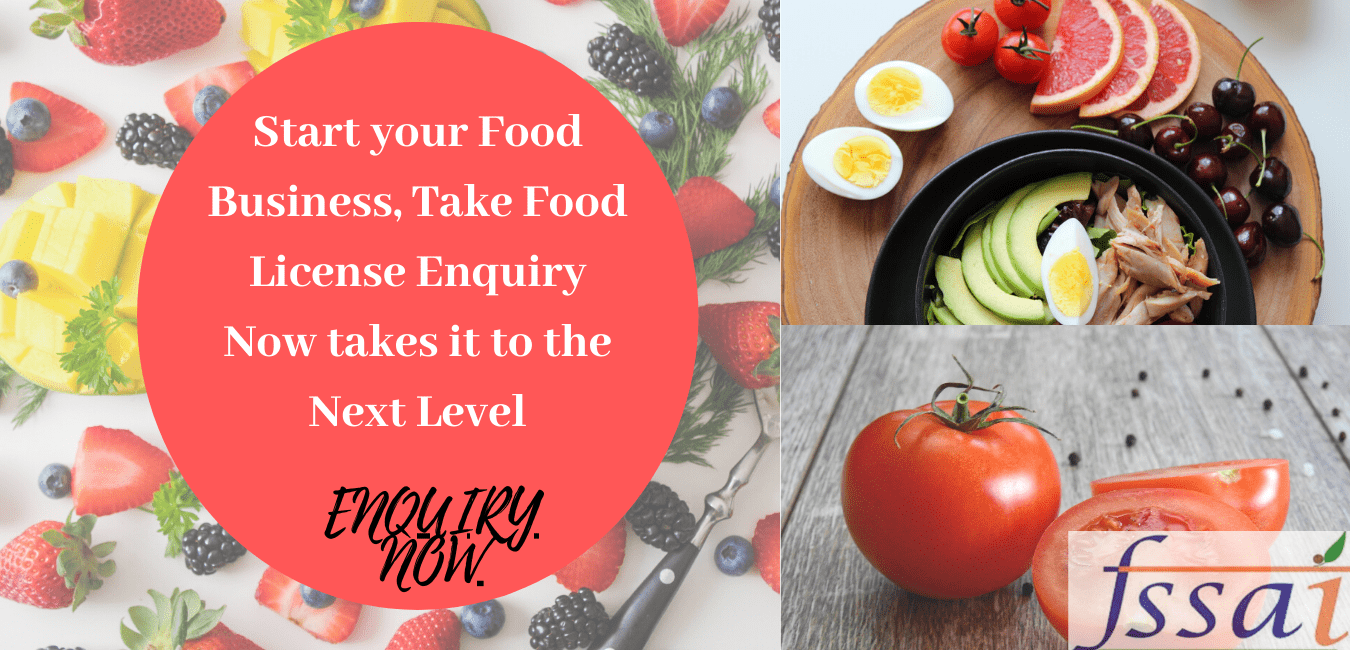 Start your Food
Business, Take Food
License Enquiry
Now takes it to the
Next Level
ENQUIRY
NOW.
fssai